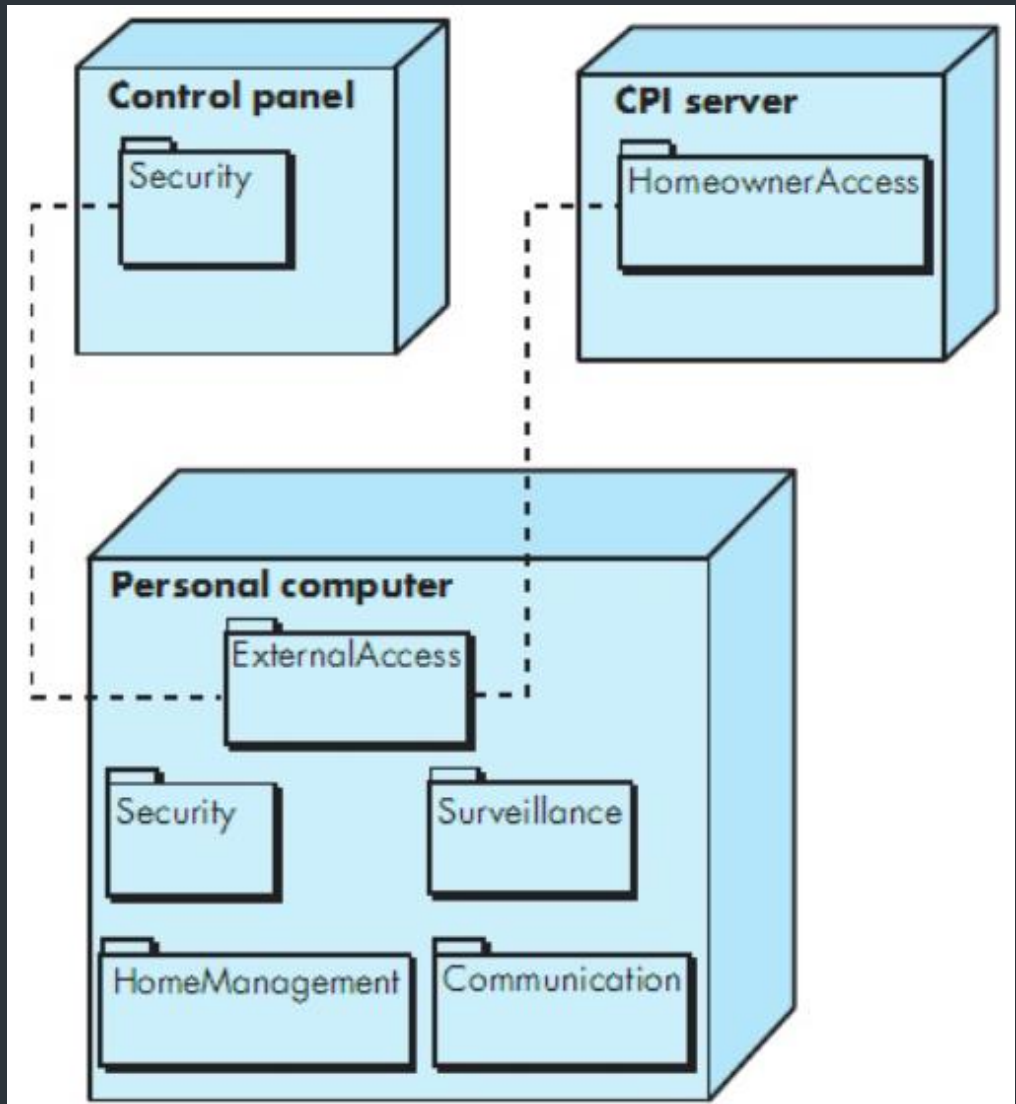 Control panel
Security
CPI server
HomeownerAccess
Personal computer
ExternalAccess
Security
Surveillance
HomeManagement
Communication